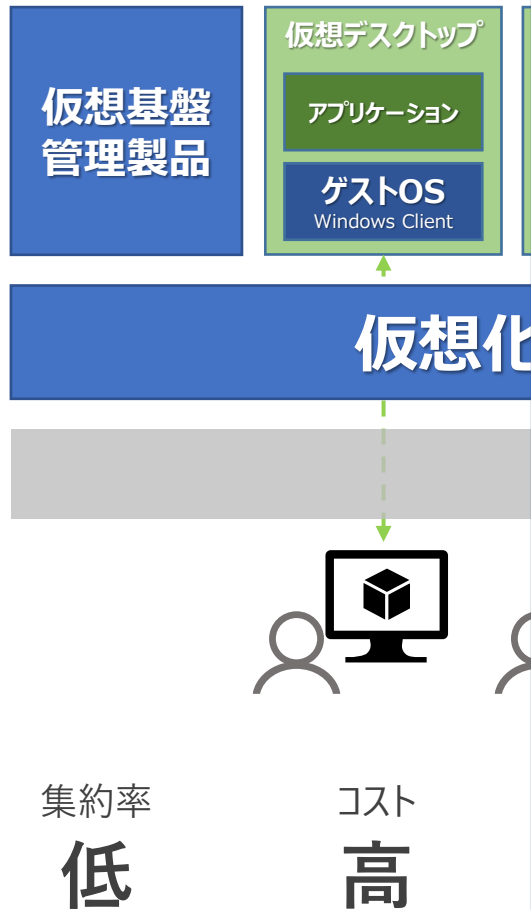 仮想基盤
管理製品
仮想デスクトップ
アプリケーション
ゲストOS
Windows Client
仮想化
集約率
コスト
低
高